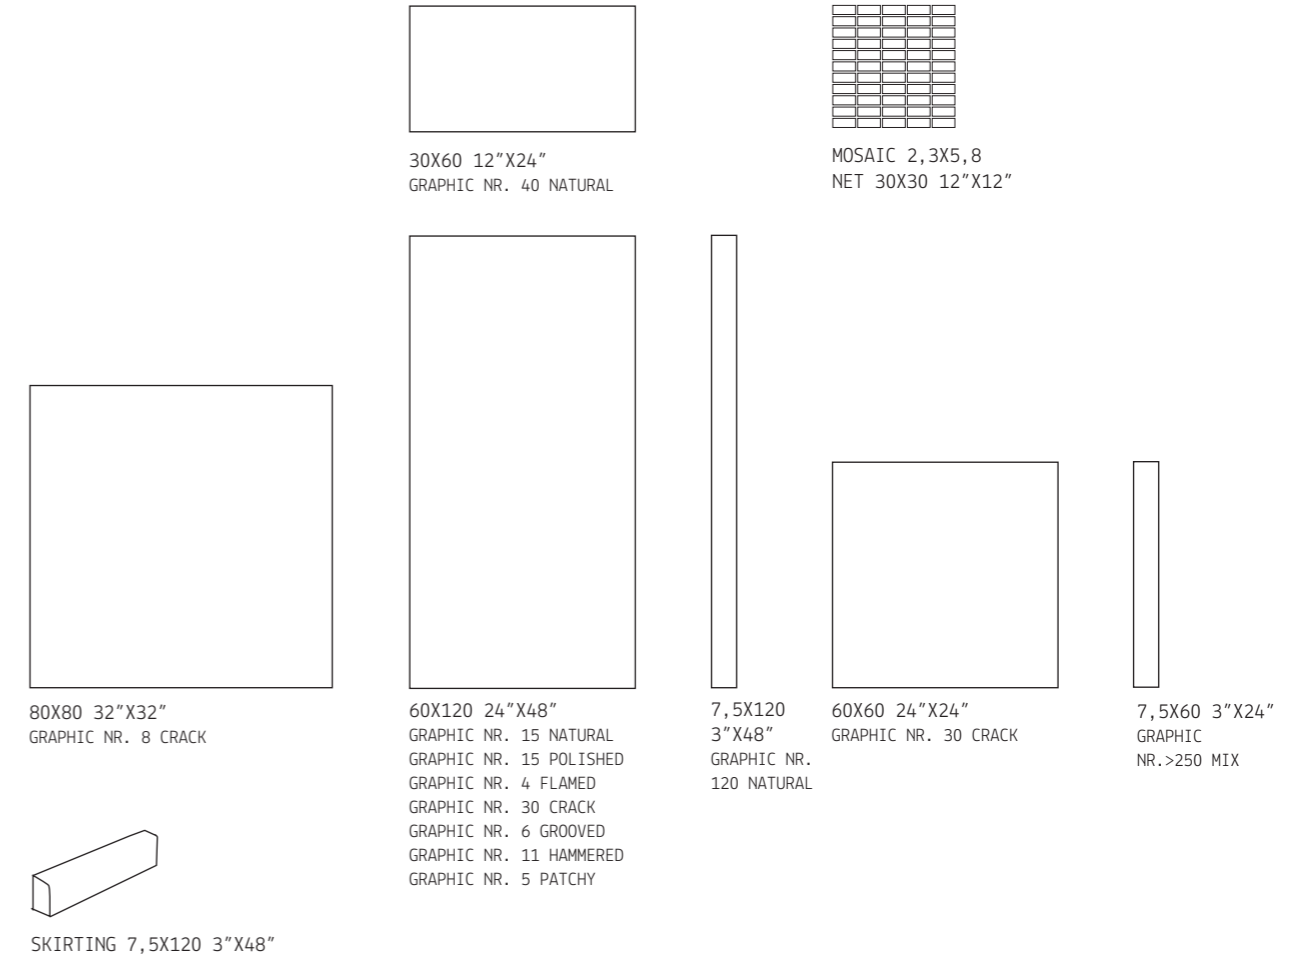 30X60 12”X24”
GRAPHIC NR. 40 NATURAL
MOSAIC 2,3X5,8
NET 30X30 12”X12”
80X80 32”X32”
GRAPHIC NR. 8 CRACK
60X120 24”X48”
GRAPHIC NR. 15 NATURAL
GRAPHIC NR. 15 POLISHED
GRAPHIC NR. 4 FLAMED
GRAPHIC NR. 30 CRACK
GRAPHIC NR. 6 GROOVED
GRAPHIC NR. 11 HAMMERED
GRAPHIC NR. 5 PATCHY
7,5X120
3”X48”
GRAPHIC NR.
120 NATURAL
60X60 24”X24”
GRAPHIC NR. 30 CRACK
7,5X60 3”X24”
GRAPHIC
NR.>250 MIX
SKIRTING 7,5X120 3”X48”